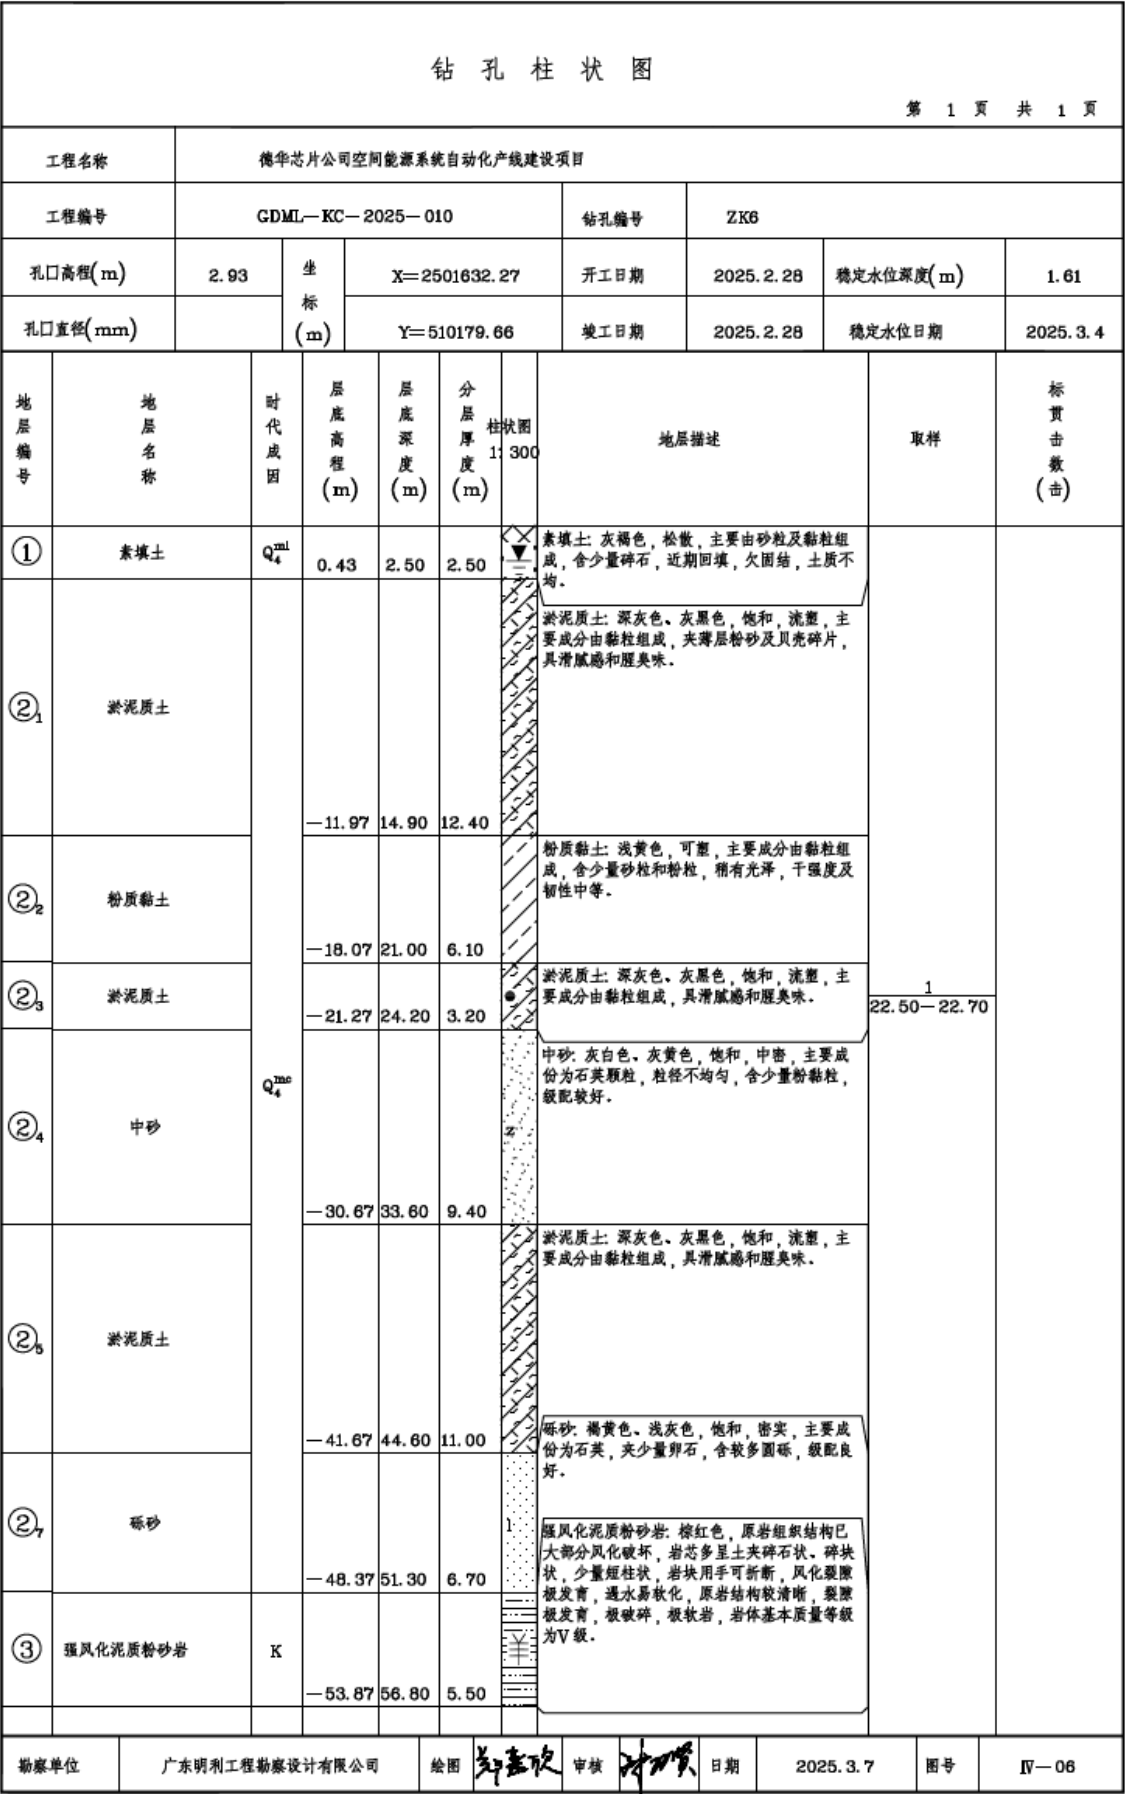 钻孔柱状图
第 1 页 共 1 页
工程名称 德华芯片公司空间能源系统自动化产线建设项目
工程编号 GDML-KC-2025-010 钻孔编号 ZK6
孔口高程(m) 2.93 坐标(m) X=2501632.27 开工日期 2025.2.28 稳定水位深度(m) 1.61
孔口直径(mm) Y=510179.66 竣工日期 2025.2.28 稳定水位日期 2025.3.4
地层编号 地层名称 时代成因 层底高程(m) 层底深度(m) 分层厚度(m) 柱状图 1:300 地层描述 取样 标贯击数(击)
① 素填土 Q4ml 0.43 2.50 2.50
素填土: 灰褐色, 松散, 主要由砂粒及黏粒组
成, 含少量碎石, 近期回填, 欠固结, 土质不
均。
②1 淤泥质土 -11.97 14.90 12.40
淤泥质土: 深灰色、灰黑色, 饱和, 流塑, 主
要成分由黏粒组成, 夹薄层粉砂及贝壳碎片,
具滑腻感和腥臭味。
②2 粉质黏土 -18.07 21.00 6.10
粉质黏土: 浅黄色, 可塑, 主要成分由黏粒组
成, 含少量砂粒和粉粒, 稍有光泽, 干强度及
韧性中等。
②3 淤泥质土 -21.27 24.20 3.20
淤泥质土: 深灰色、灰黑色, 饱和, 流塑, 主
要成分由黏粒组成, 具滑腻感和腥臭味。
1
22.50-22.70
Q4mc
②4 中砂 -30.67 33.60 9.40
中砂: 灰白色、灰黄色, 饱和, 中密, 主要成
份为石英颗粒, 粒径不均匀, 含少量粉黏粒,
级配较好。
z
②5 淤泥质土 -41.67 44.60 11.00
淤泥质土: 深灰色、灰黑色, 饱和, 流塑, 主
要成分由黏粒组成, 具滑腻感和腥臭味。
②7 砾砂 -48.37 51.30 6.70
砾砂: 褐黄色、浅灰色, 饱和, 密实, 主要成
份为石英, 夹少量卵石, 含较多圆砾, 级配良
好。
③ 强风化泥质粉砂岩 K -53.87 56.80 5.50
强风化泥质粉砂岩: 棕红色, 原岩组织结构已
大部分风化破坏, 岩芯多呈土夹碎石状、碎块
状, 少量短柱状, 岩块用手可折断, 风化裂隙
极发育, 遇水易软化, 原岩结构较清晰, 裂隙
极发育, 极破碎, 极软岩, 岩体基本质量等级
为V级。
勘察单位 广东明利工程勘察设计有限公司 绘图 审核 日期 2025.3.7 图号 Ⅳ-06